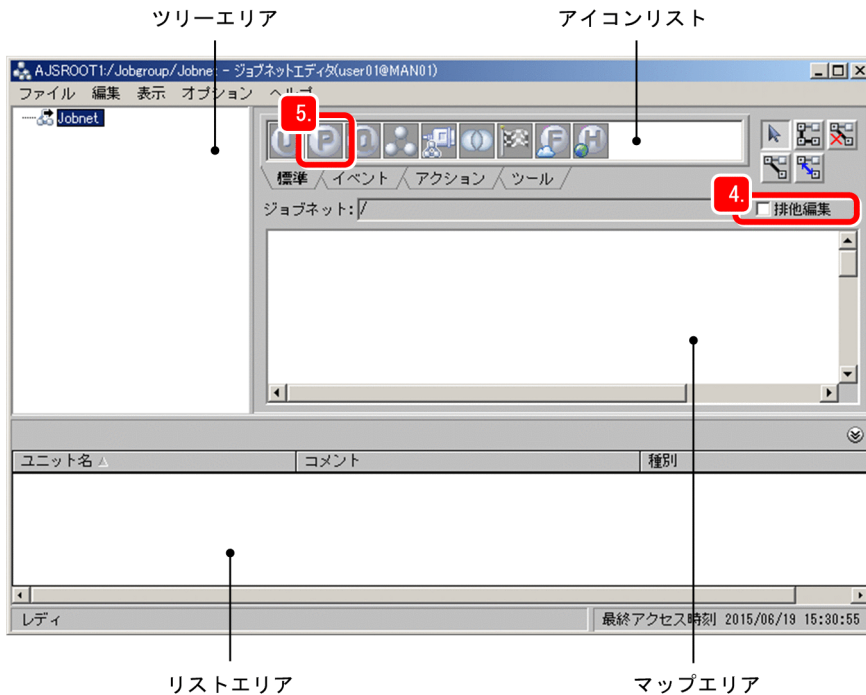 ツリーエリア アイコンリスト
AJSROOT1:/Jobgroup/Jobnet - ジョブネットエディタ(user01@MAN01)
ファイル 編集 表示 オプション ヘルプ
Jobnet
5.
U P Q F H
標準 イベント アクション ツール
4.
ジョブネット: / 排他編集
ユニット名 コメント 種別
レディ 最終アクセス時刻 2015/06/19 15:30:55
リストエリア マップエリア